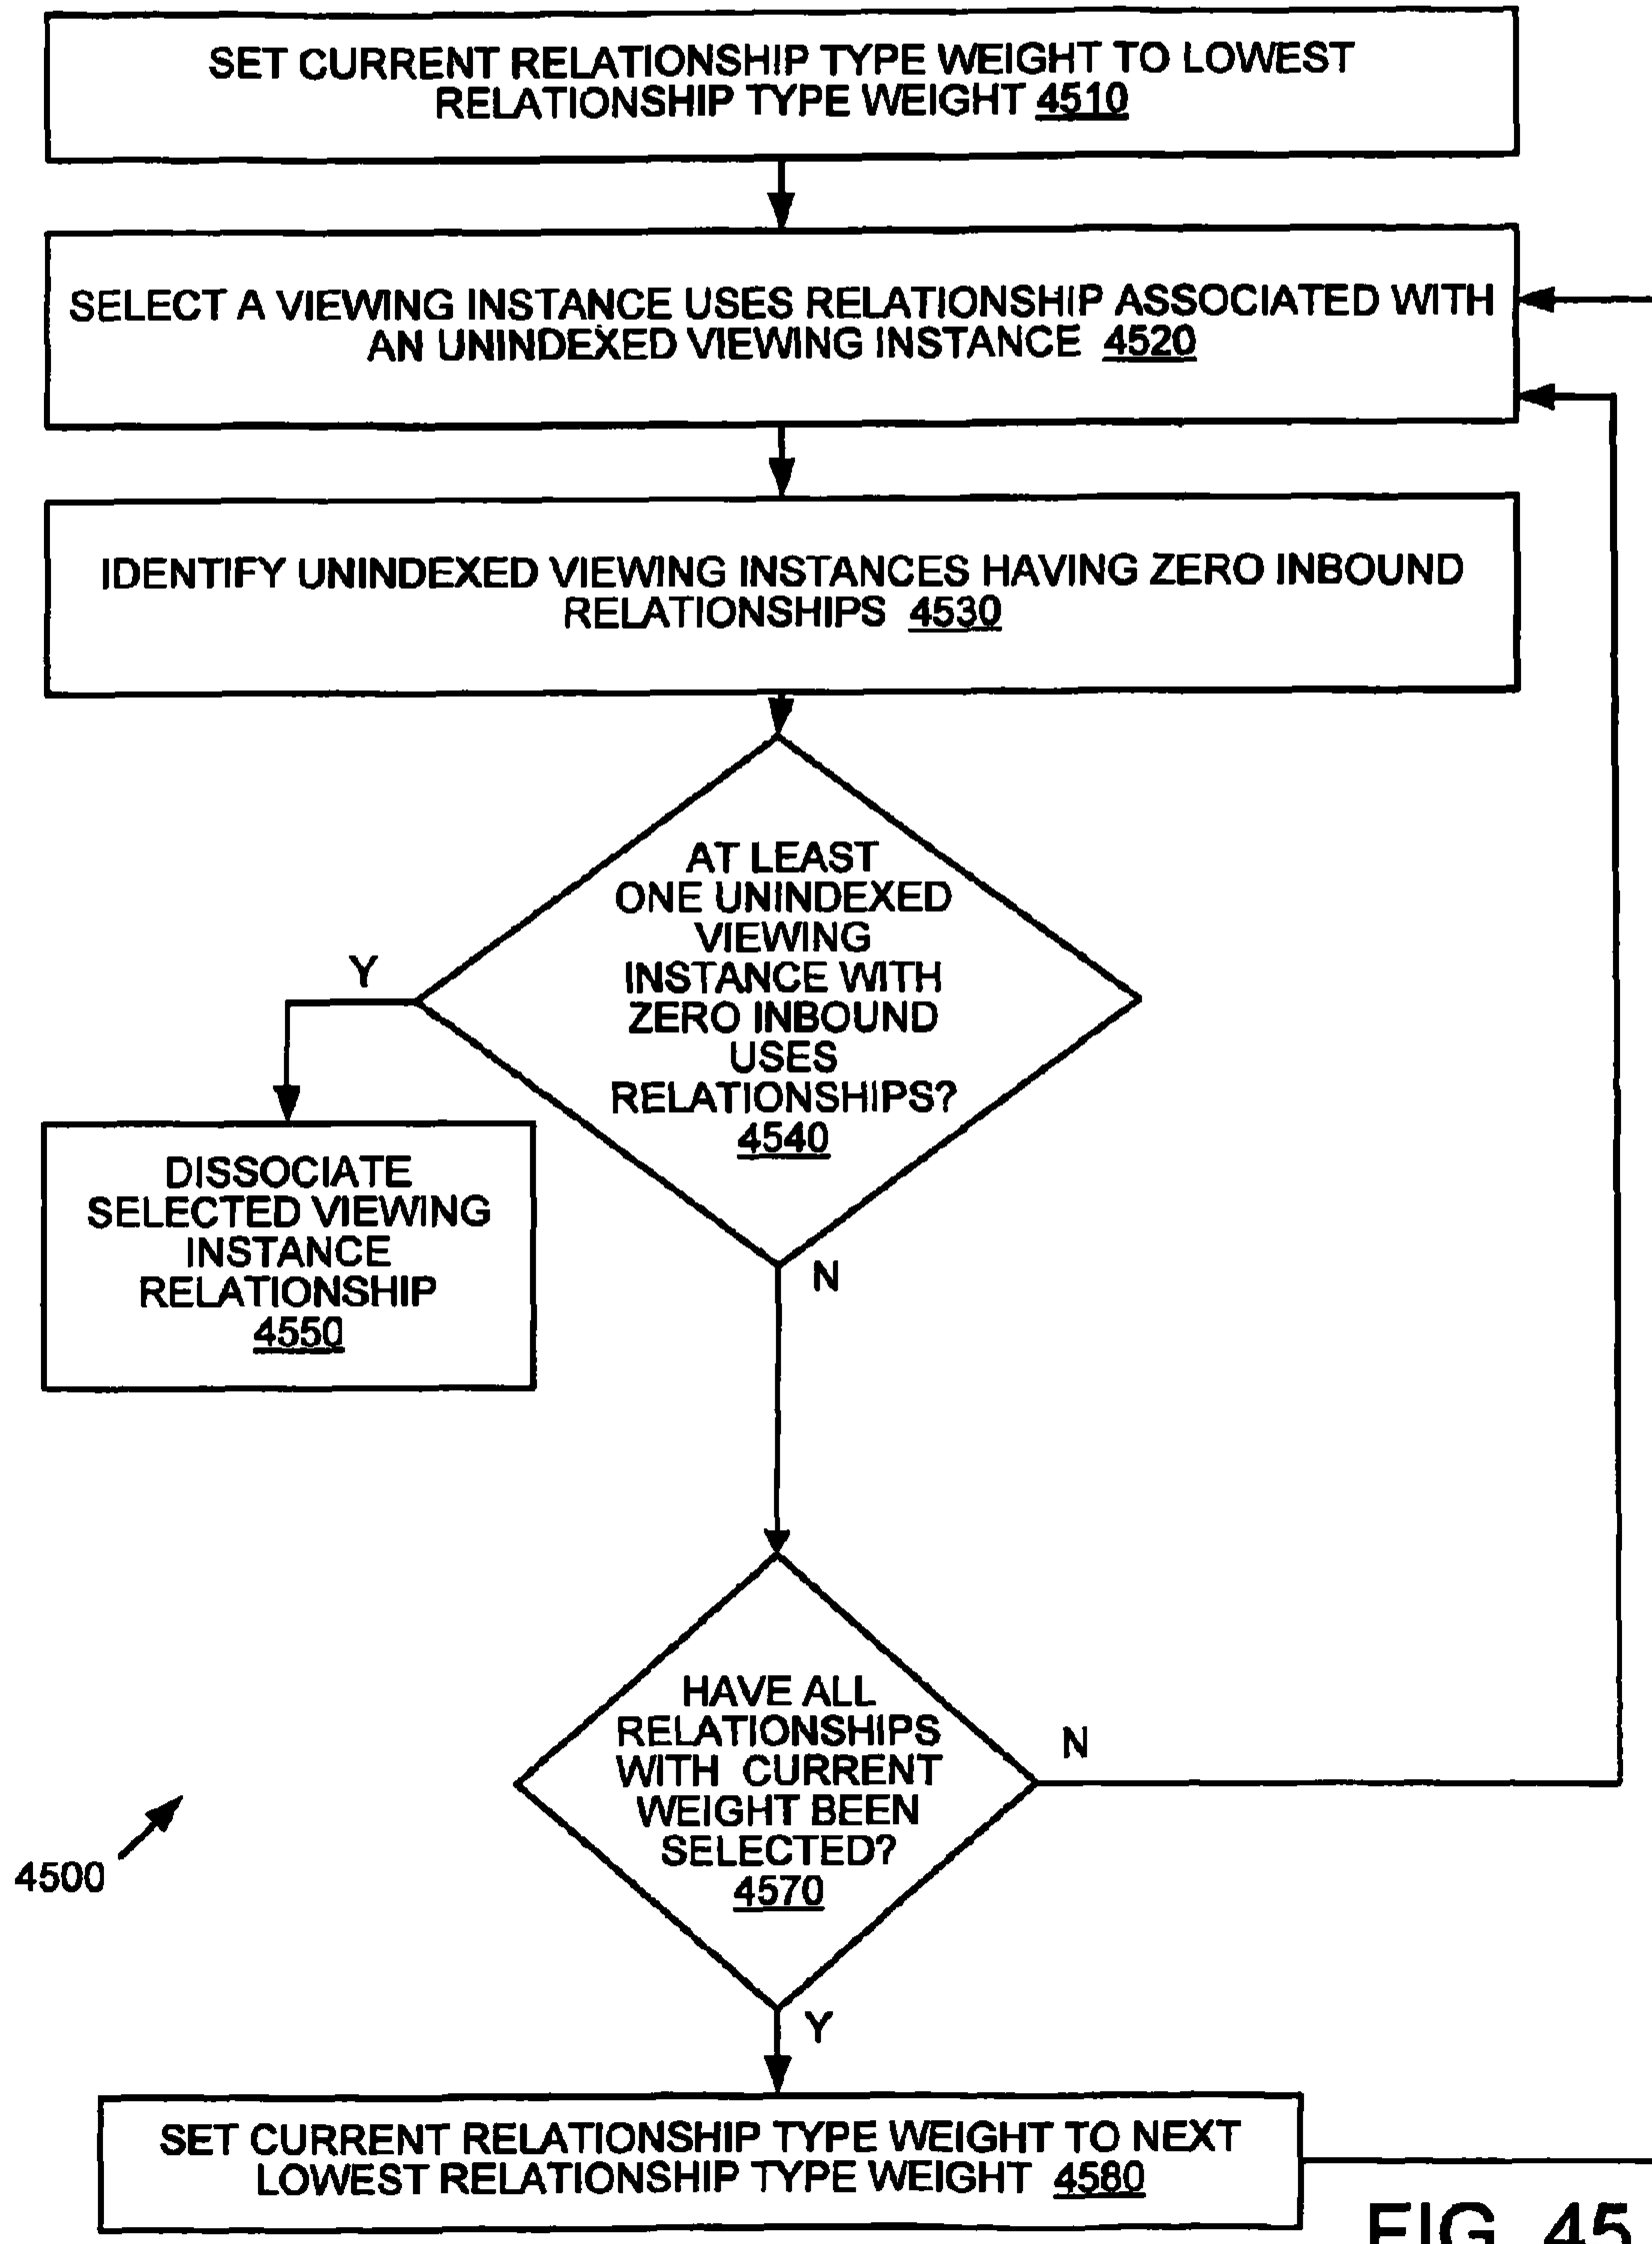 SET CURRENT RELATIONSHIP TYPE WEIGHT TO LOWEST
RELATIONSHIP TYPE WEIGHT 4510
SELECT A VIEWING INSTANCE USES RELATIONSHIP ASSOCIATED WITH
AN UNINDEXED VIEWING INSTANCE 4520
IDENTIFY UNINDEXED VIEWING INSTANCES HAVING ZERO INBOUND
RELATIONSHIPS 4530
AT LEAST
ONE UNINDEXED
VIEWING
INSTANCE WITH
ZERO INBOUND
USES
RELATIONSHIPS?
4540
Y
DISSOCIATE
SELECTED VIEWING
INSTANCE
RELATIONSHIP
4550
N
HAVE ALL
RELATIONSHIPS
WITH CURRENT
WEIGHT BEEN
SELECTED?
4570
N
4500
Y
SET CURRENT RELATIONSHIP TYPE WEIGHT TO NEXT
LOWEST RELATIONSHIP TYPE WEIGHT 4580
FIG. 45